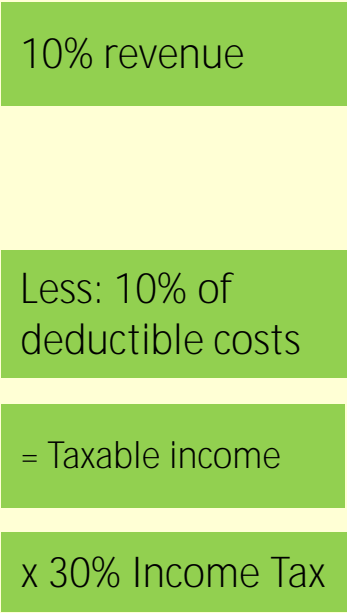 10% revenue
Less: 10% of
deductible costs
= Taxable income
x 30% Income Tax